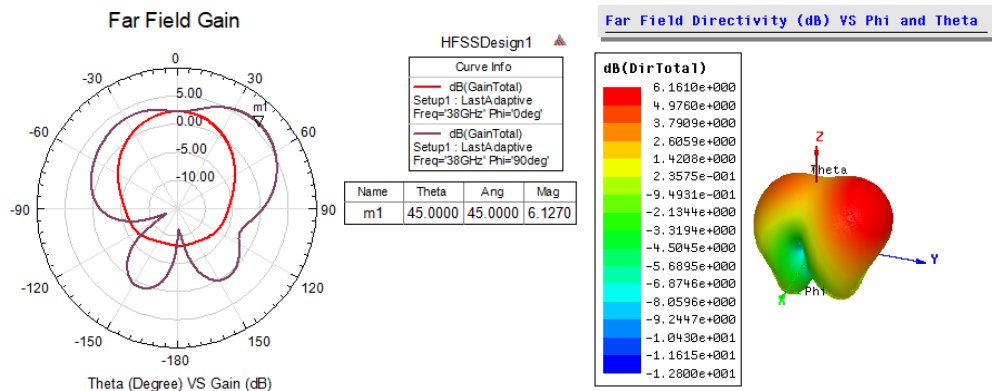 Far Field Gain
HFSSDesign1
Curve Info
dB(GainTotal)
Setup1 : LastAdaptive
Freq='38GHz' Phi='0deg'
dB(GainTotal)
Setup1 : LastAdaptive
Freq='38GHz' Phi='90deg'
Name Theta Ang Mag
m1 45.0000 45.0000 6.1270
0
30
60
90
120
150
-180
-150
-120
-90
-60
-30
5.00
0.00
-5.00
-10.00
m1
Theta (Degree) VS Gain (dB)
Far Field Directivity (dB) VS Phi and Theta
dB(DirTotal)
6.1610e+000
4.9760e+000
3.7909e+000
2.6059e+000
1.4208e+000
2.3575e-001
-9.4931e-001
-2.1344e+000
-3.3194e+000
-4.5045e+000
-5.6895e+000
-6.8746e+000
-8.0596e+000
-9.2447e+000
-1.0430e+001
-1.1615e+001
-1.2800e+001
Z
Theta
Y
X
Phi